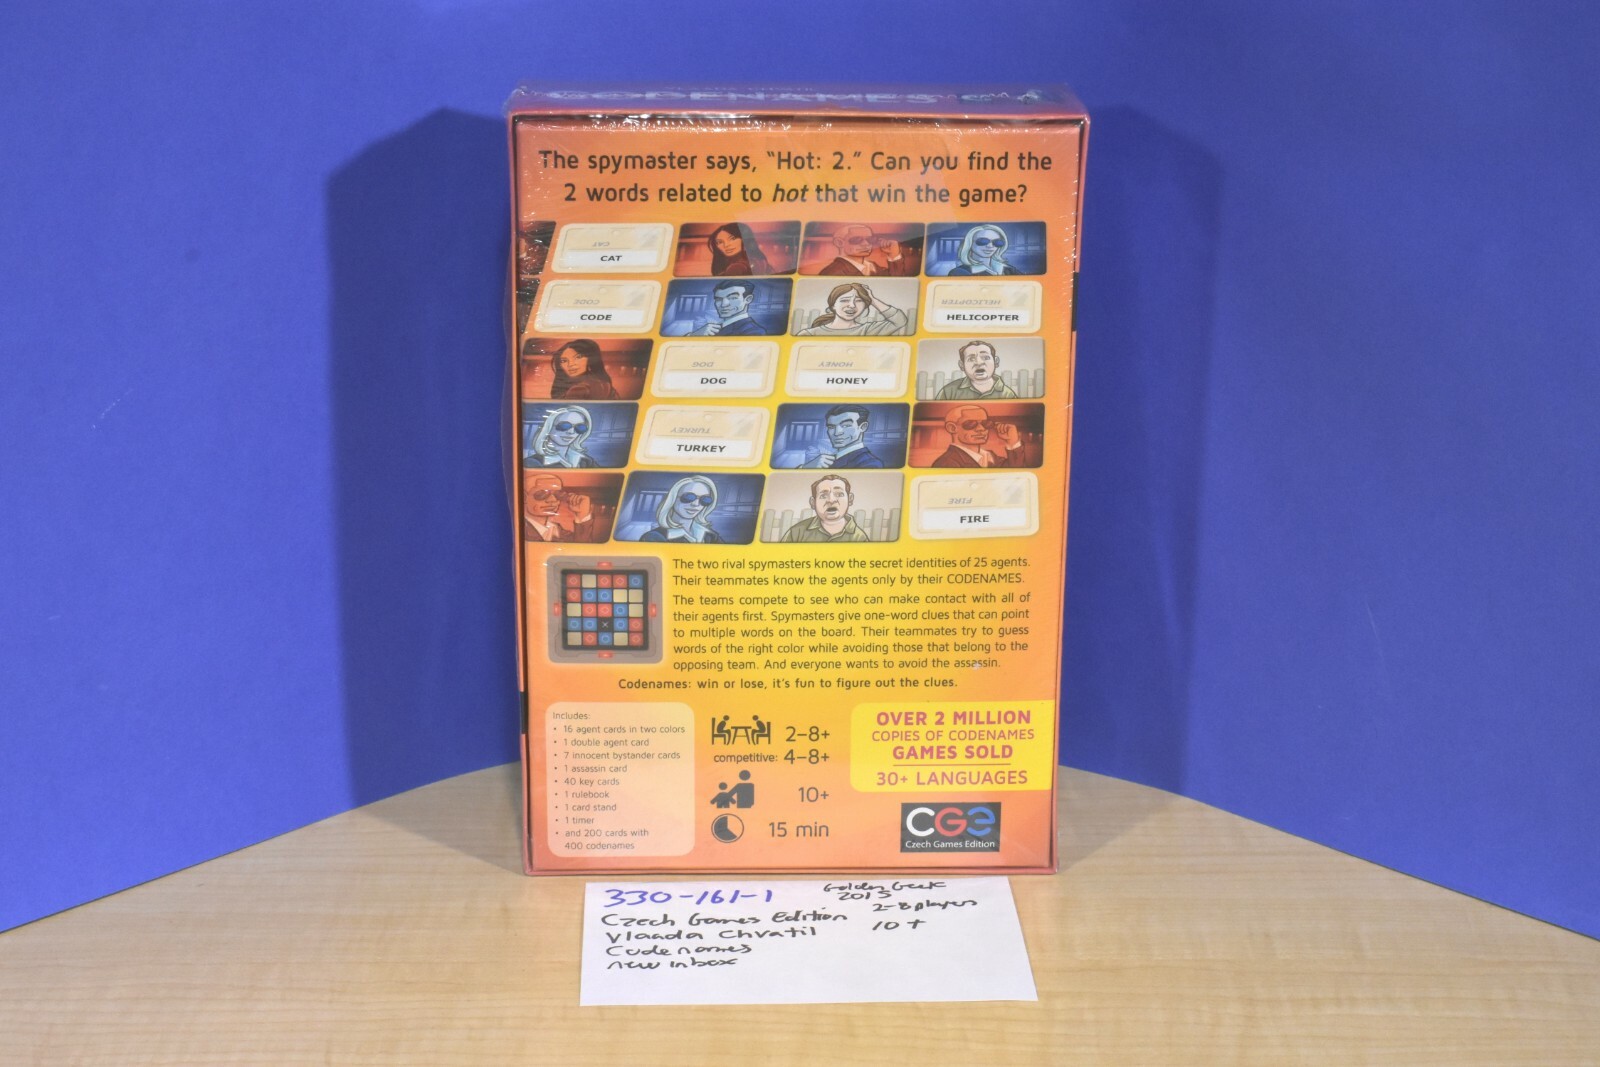 CODENAMES
The spymaster says, “Hot: 2.” Can you find the
2 words related to hot that win the game?
CAT
CAT
CODE
CODE
HELICOPTER
HELICOPTER
DOG
DOG
HONEY
HONEY
TURKEY
TURKEY
FIRE
FIRE
The two rival spymasters know the secret identities of 25 agents.
Their teammates know the agents only by their CODENAMES.
The teams compete to see who can make contact with all of
their agents first. Spymasters give one-word clues that can point
to multiple words on the board. Their teammates try to guess
words of the right color while avoiding those that belong to the
opposing team. And everyone wants to avoid the assassin.
Codenames: win or lose, it’s fun to figure out the clues.
Includes:
• 16 agent cards in two colors
• 1 double agent card
• 7 innocent bystander cards
• 1 assassin card
• 40 key cards
• 1 rulebook
• 1 card stand
• 1 timer
• and 200 cards with
400 codenames
2–8+
competitive: 4–8+
10+
15 min
OVER 2 MILLION
COPIES OF CODENAMES
GAMES SOLD
30+ LANGUAGES
CGE
Czech Games Edition
330-161-1
Czech Games Edition
Vlaada Chvatil
Codenames
new in box
Golden Geek
2015
2-8 players
10+